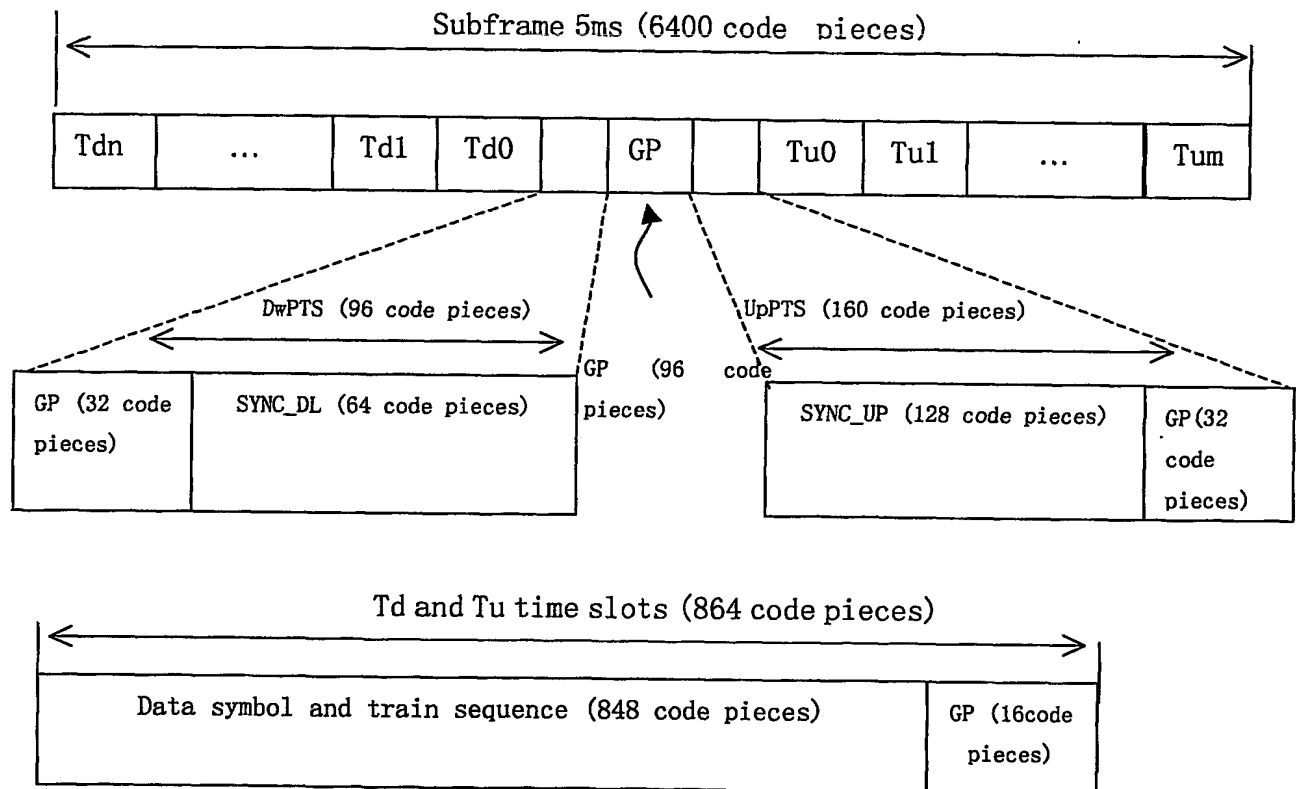 Subframe 5ms (6400 code pieces)
Tdn ... Td1 Td0 GP Tu0 Tu1 ... Tum
DwPTS (96 code pieces)
UpPTS (160 code pieces)
GP (32 code
pieces)
SYNC_DL (64 code pieces)
GP (96 code
pieces)
SYNC_UP (128 code pieces)
GP(32
code
pieces)
Td and Tu time slots (864 code pieces)
Data symbol and train sequence (848 code pieces)
GP (16code
pieces)